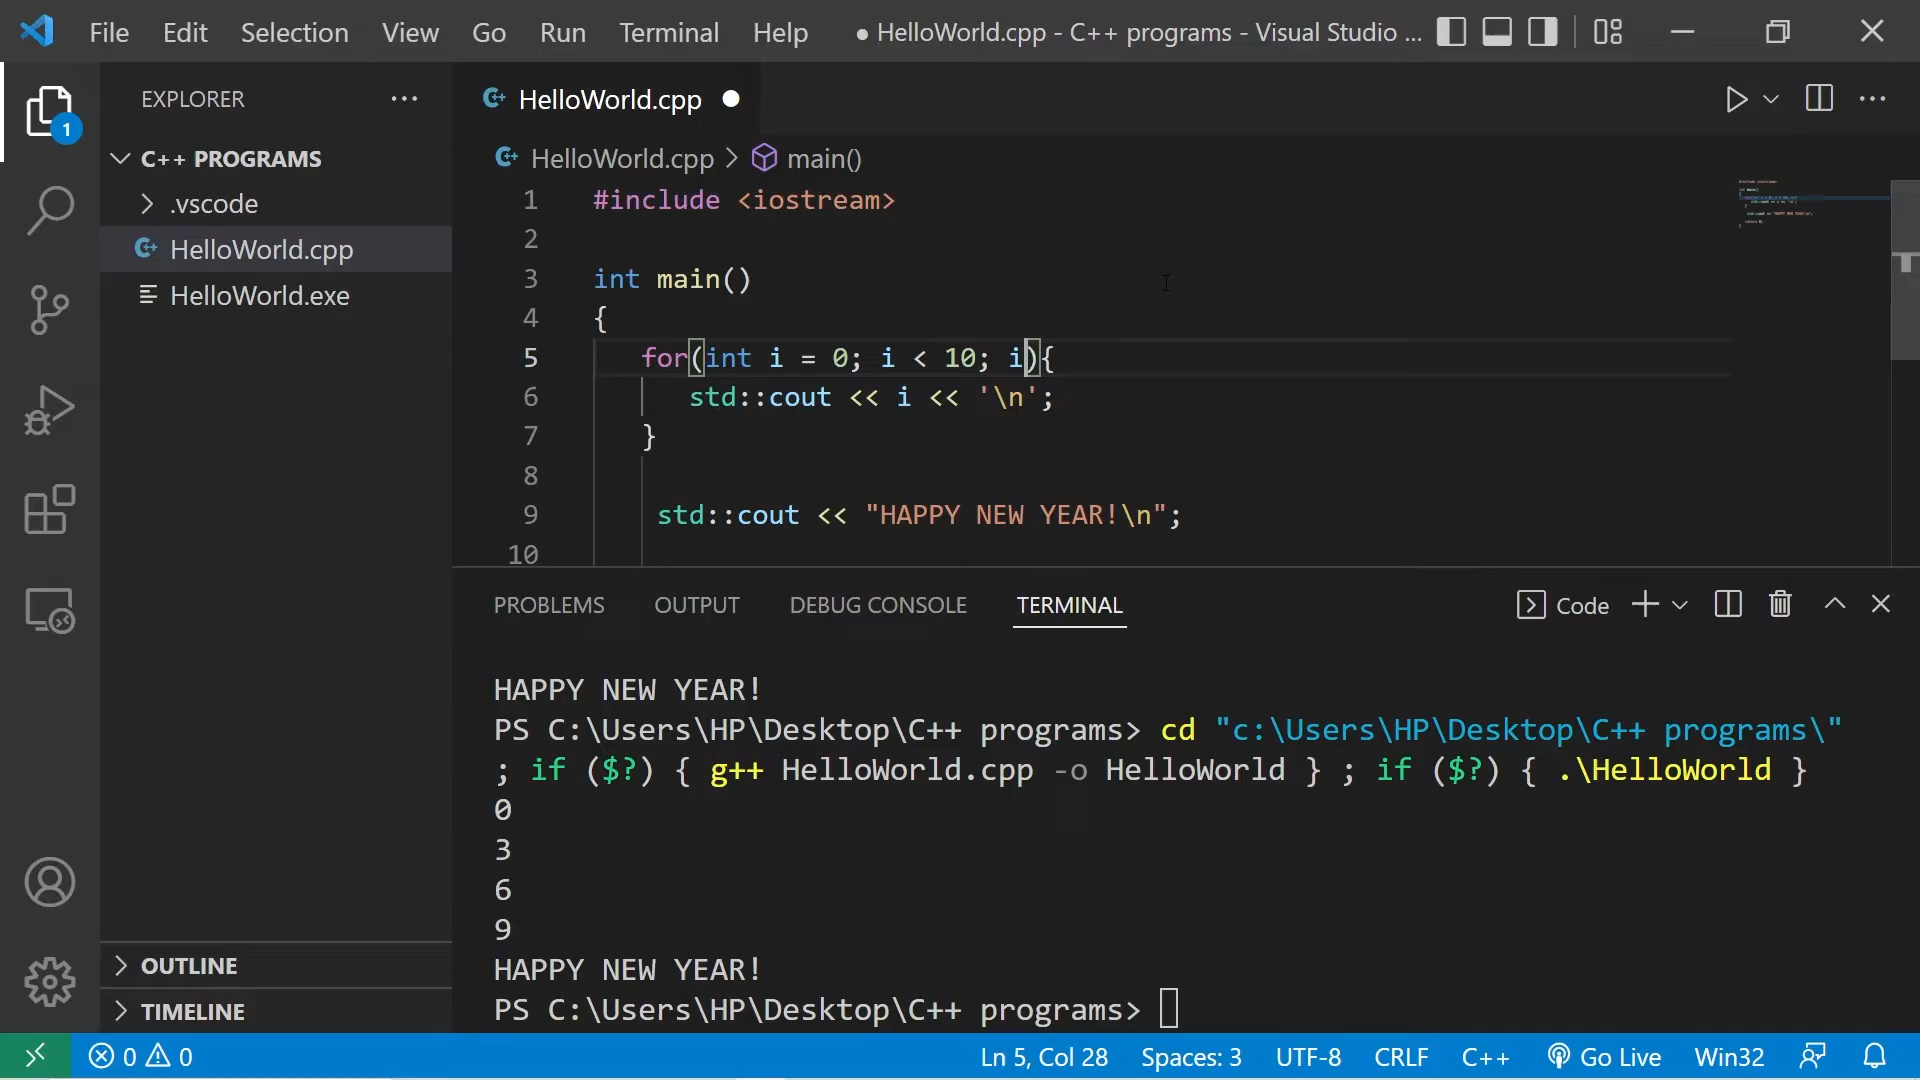 File Edit Selection View Go Run Terminal Help ● HelloWorld.cpp - C++ programs - Visual Studio ...
EXPLORER
1
C++ PROGRAMS
.vscode
HelloWorld.cpp
HelloWorld.exe
OUTLINE
TIMELINE
HelloWorld.cpp
HelloWorld.cpp > main()
1 #include <iostream>
2
3 int main()
4 {
5 for(int i = 0; i < 10; i){
6 std::cout << i << '\n';
7 }
8
9 std::cout << "HAPPY NEW YEAR!\n";
10
PROBLEMS OUTPUT DEBUG CONSOLE TERMINAL Code
HAPPY NEW YEAR!
PS C:\Users\HP\Desktop\C++ programs> cd "c:\Users\HP\Desktop\C++ programs\"
; if ($?) { g++ HelloWorld.cpp -o HelloWorld } ; if ($?) { .\HelloWorld }
0
3
6
9
HAPPY NEW YEAR!
PS C:\Users\HP\Desktop\C++ programs>
0 0 Ln 5, Col 28 Spaces: 3 UTF-8 CRLF C++ Go Live Win32